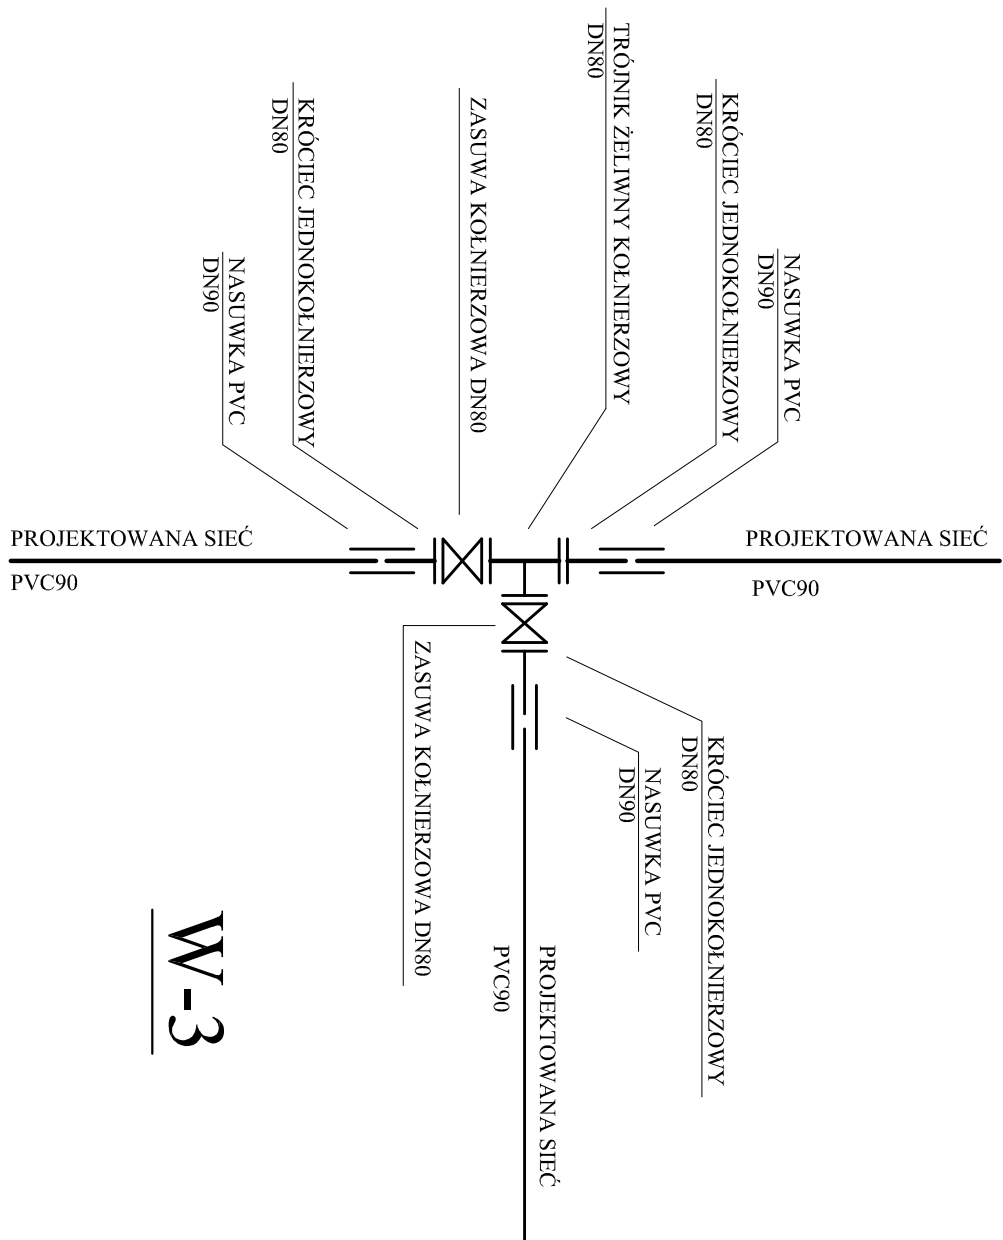 TRÓJNIK ŻELIWNY KOŁNIERZOWY
DN80
KRÓCIEC JEDNOKOŁNIERZOWY
DN80
NASUWKA PVC
DN90
ZASUWA KOŁNIERZOWA DN80
KRÓCIEC JEDNOKOŁNIERZOWY
DN80
NASUWKA PVC
DN90
PROJEKTOWANA SIEĆ
PVC90
PROJEKTOWANA SIEĆ
PVC90
ZASUWA KOŁNIERZOWA DN80
KRÓCIEC JEDNOKOŁNIERZOWY
DN80
NASUWKA PVC
DN90
PROJEKTOWANA SIEĆ
PVC90
W-3